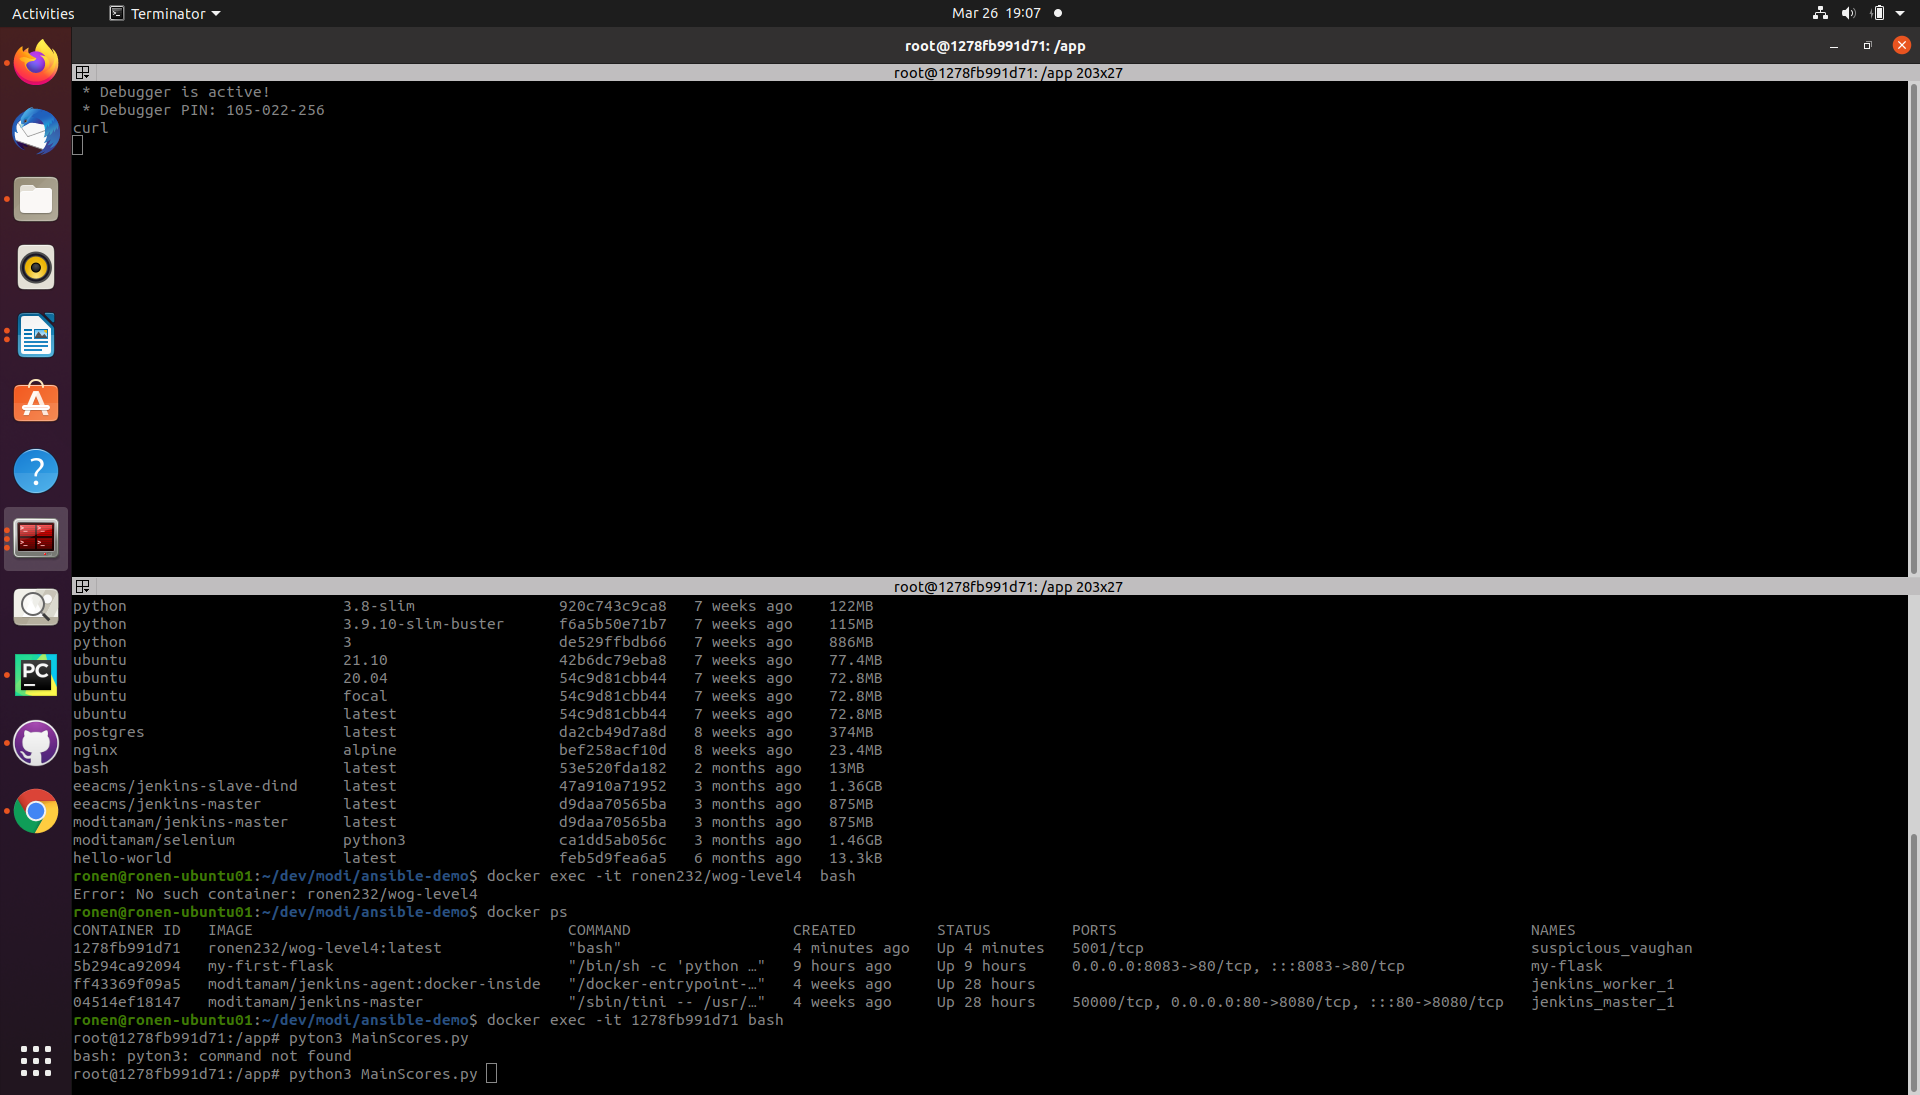 Activities Terminator Mar 26 19:07
root@1278fb991d71: /app
root@1278fb991d71: /app 203x27
* Debugger is active!
* Debugger PIN: 105-022-256
curl
root@1278fb991d71: /app 203x27
python 3.8-slim 920c743c9ca8 7 weeks ago 122MB
python 3.9.10-slim-buster f6a5b50e71b7 7 weeks ago 115MB
python 3 de529ffbdb66 7 weeks ago 886MB
ubuntu 21.10 42b6dc79eba8 7 weeks ago 77.4MB
ubuntu 20.04 54c9d81cbb44 7 weeks ago 72.8MB
ubuntu focal 54c9d81cbb44 7 weeks ago 72.8MB
ubuntu latest 54c9d81cbb44 7 weeks ago 72.8MB
postgres latest da2cb49d7a8d 8 weeks ago 374MB
nginx alpine bef258acf10d 8 weeks ago 23.4MB
bash latest 53e520fda182 2 months ago 13MB
eeacms/jenkins-slave-dind latest 47a910a71952 3 months ago 1.36GB
eeacms/jenkins-master latest d9daa70565ba 3 months ago 875MB
moditamam/jenkins-master latest d9daa70565ba 3 months ago 875MB
moditamam/selenium python3 ca1dd5ab056c 3 months ago 1.46GB
hello-world latest feb5d9fea6a5 6 months ago 13.3kB
ronen@ronen-ubuntu01:~/dev/modi/ansible-demo$ docker exec -it ronen232/wog-level4  bash
Error: No such container: ronen232/wog-level4
ronen@ronen-ubuntu01:~/dev/modi/ansible-demo$ docker ps
CONTAINER ID IMAGE COMMAND CREATED STATUS PORTS NAMES
1278fb991d71 ronen232/wog-level4:latest "bash" 4 minutes ago Up 4 minutes 5001/tcp suspicious_vaughan
5b294ca92094 my-first-flask "/bin/sh -c 'python …" 9 hours ago Up 9 hours 0.0.0.0:8083->80/tcp, :::8083->80/tcp my-flask
ff43369f09a5 moditamam/jenkins-agent:docker-inside "/docker-entrypoint-…" 4 weeks ago Up 28 hours jenkins_worker_1
04514ef18147 moditamam/jenkins-master "/sbin/tini -- /usr/…" 4 weeks ago Up 28 hours 50000/tcp, 0.0.0.0:80->8080/tcp, :::80->8080/tcp jenkins_master_1
ronen@ronen-ubuntu01:~/dev/modi/ansible-demo$ docker exec -it 1278fb991d71 bash
root@1278fb991d71:/app# pyton3 MainScores.py
bash: pyton3: command not found
root@1278fb991d71:/app# python3 MainScores.py